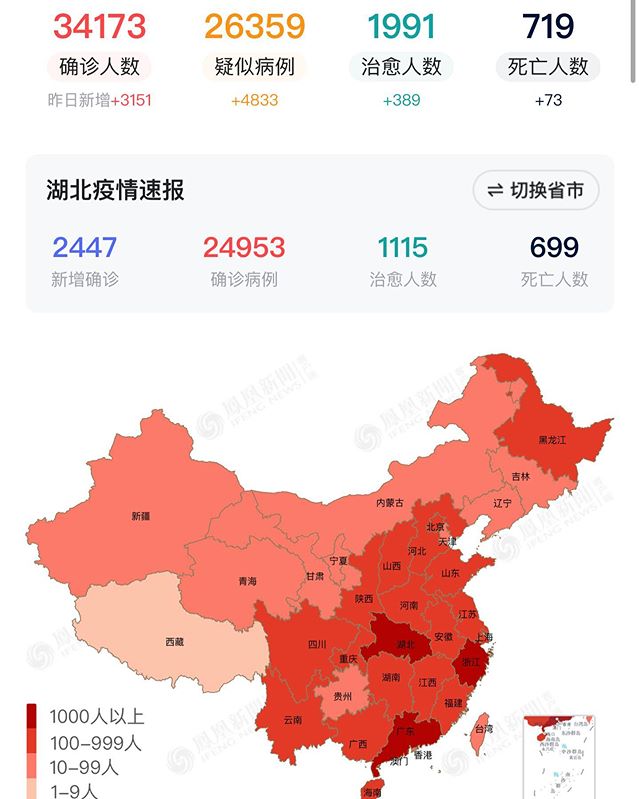 34173 26359 1991 719
确诊人数 疑似病例 治愈人数 死亡人数
昨日新增+3151 +4833 +389 +73
湖北疫情速报 切换省市
2447 24953 1115 699
新增确诊 确诊病例 治愈人数 死亡人数
凤凰新闻
IFENG NEWS
凤凰新闻
IFENG NEWS
黑龙江
吉林
内蒙古
辽宁
新疆
北京
天津
河北
宁夏
山西
山东
青海
甘肃
陕西
河南
江苏
西藏
四川
湖北
安徽
上海
重庆
浙江
湖南
江西
贵州
福建
云南
台湾
广西
广东
香港
澳门
海南
1000人以上
100-999人
10-99人
1-9人